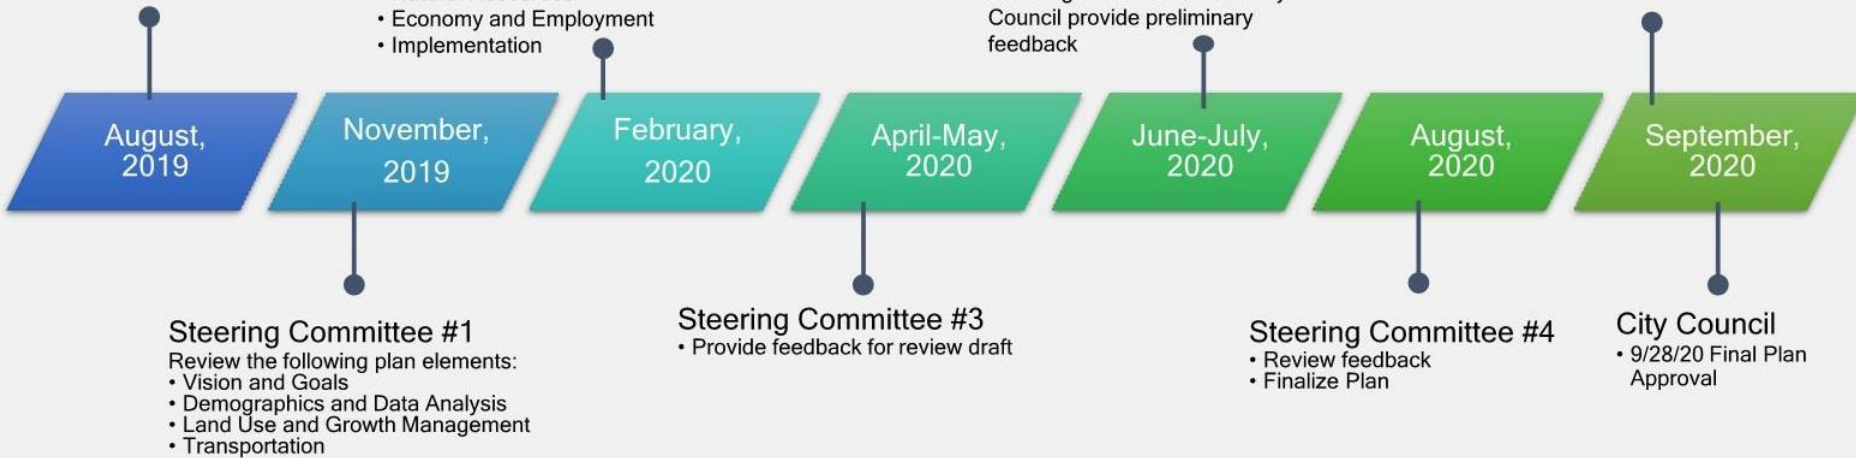 • Economy and Employment
• Implementation
Council provide preliminary
feedback
August,
2019
November,
2019
February,
2020
April-May,
2020
June-July,
2020
August,
2020
September,
2020
Steering Committee #1
Review the following plan elements:
• Vision and Goals
• Demographics and Data Analysis
• Land Use and Growth Management
• Transportation
Steering Committee #3
• Provide feedback for review draft
Steering Committee #4
• Review feedback
• Finalize Plan
City Council
• 9/28/20 Final Plan
Approval